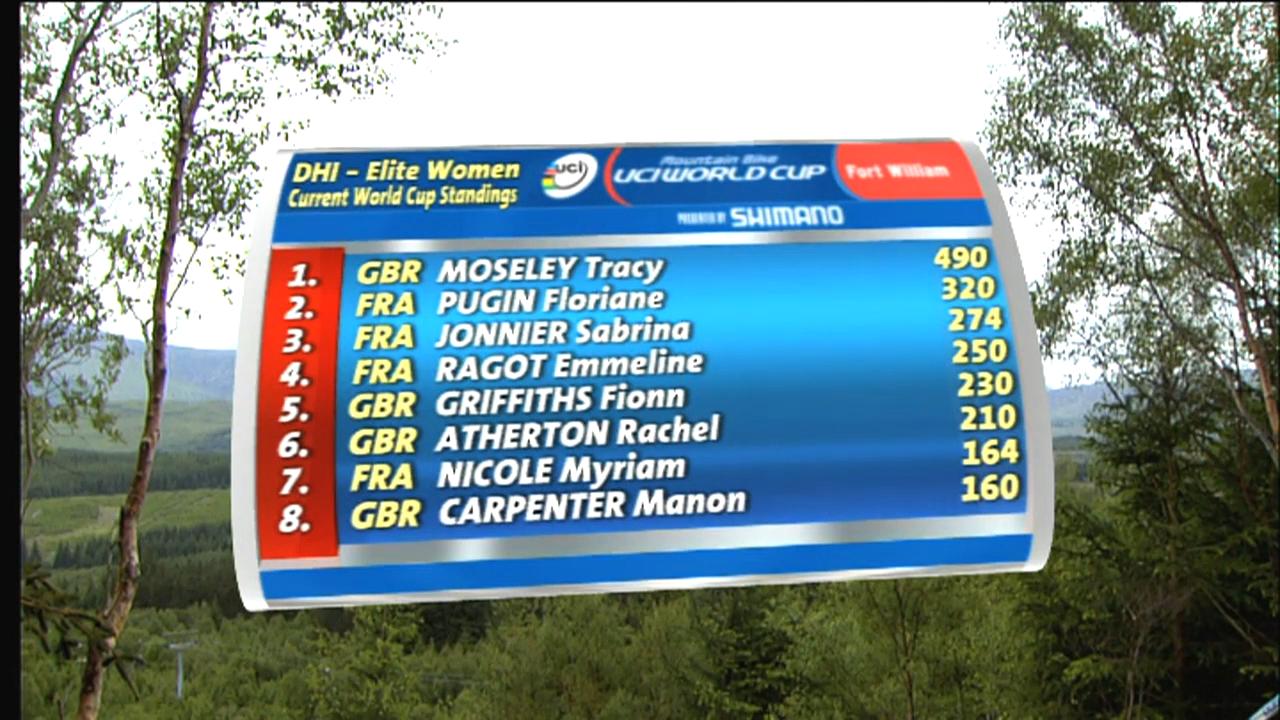 DHI - Elite Women
Current World Cup Standings
uci
Mountain Bike
UCI WORLD CUP
Fort William
PRESENTED BY SHIMANO
1. GBR MOSELEY Tracy 490
2. FRA PUGIN Floriane 320
3. FRA JONNIER Sabrina 274
4. FRA RAGOT Emmeline 250
5. GBR GRIFFITHS Fionn 230
6. GBR ATHERTON Rachel 210
7. FRA NICOLE Myriam 164
8. GBR CARPENTER Manon 160